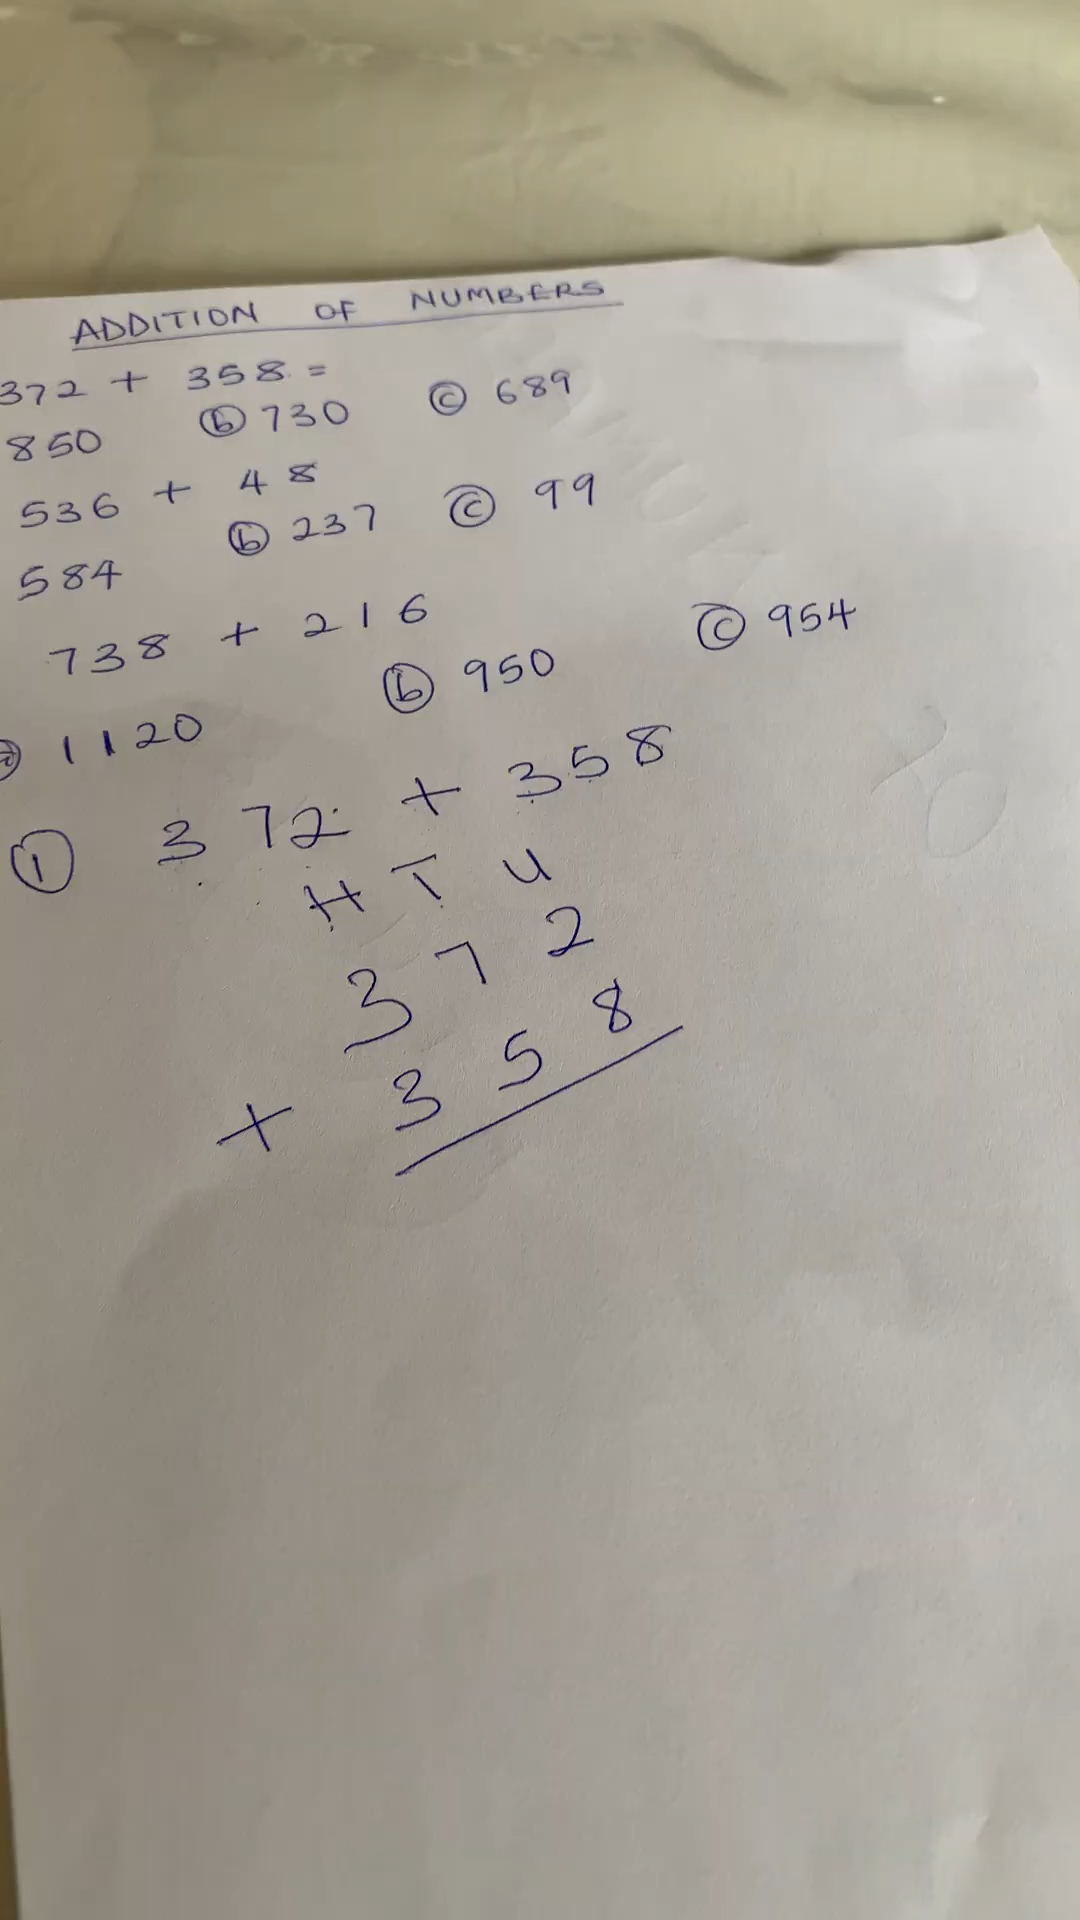 ADDITION OF NUMBERS
372 + 358 =
850 ⓑ 730 ⓒ 689
536 + 48
584 ⓑ 237 ⓒ 99
738 + 216
1120 ⓑ 950 ⓒ 954
① 372 + 358
H T U
3 7 2
+ 3 5 8